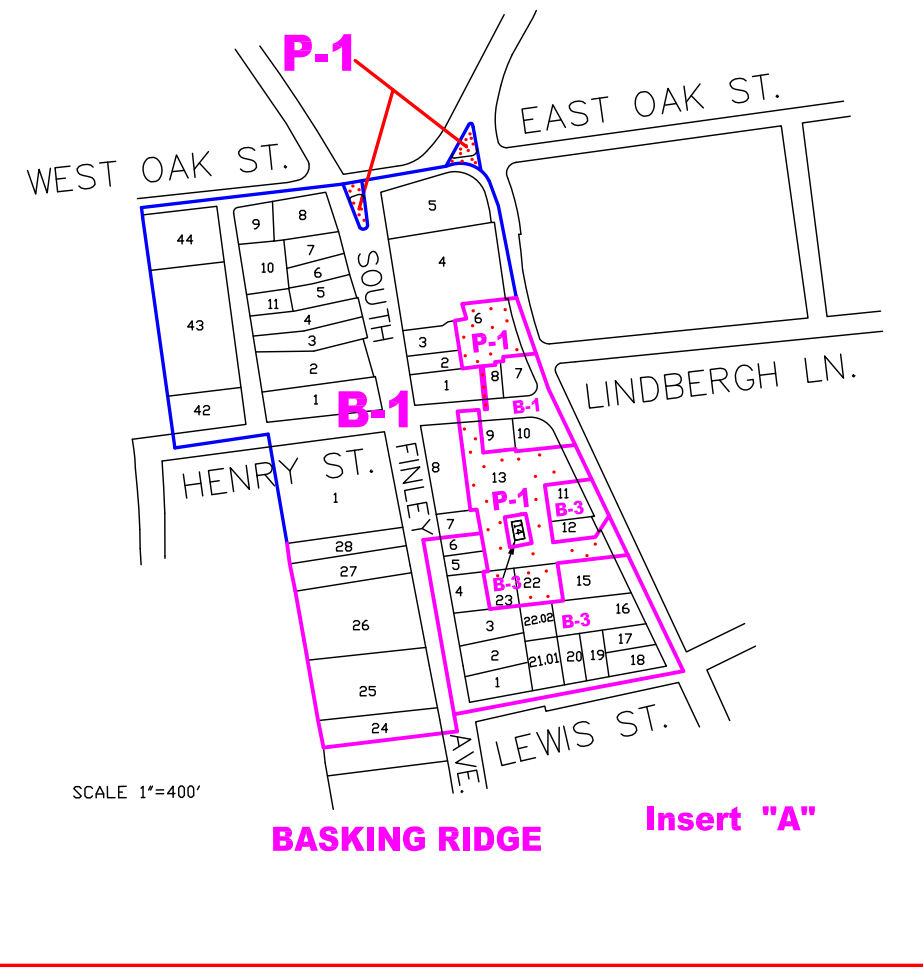 P-1
EAST OAK ST.
WEST OAK ST.
44
9
8
5
SOUTH
10
7
6
5
4
11
43
4
3
2
1
42
6
P-1
3
2
1
8
7
B-1
B-1
LINDBERGH LN.
HENRY ST.
FINLEY
9
10
8
13
P-1
11
B-3
12
14
1
28
27
26
25
24
7
6
5
4
B-3
23
22
15
3
22.02
B-3
16
2
21.01
20
19
17
18
1
AVE.
LEWIS ST.
SCALE 1"=400'
BASKING RIDGE
Insert "A"